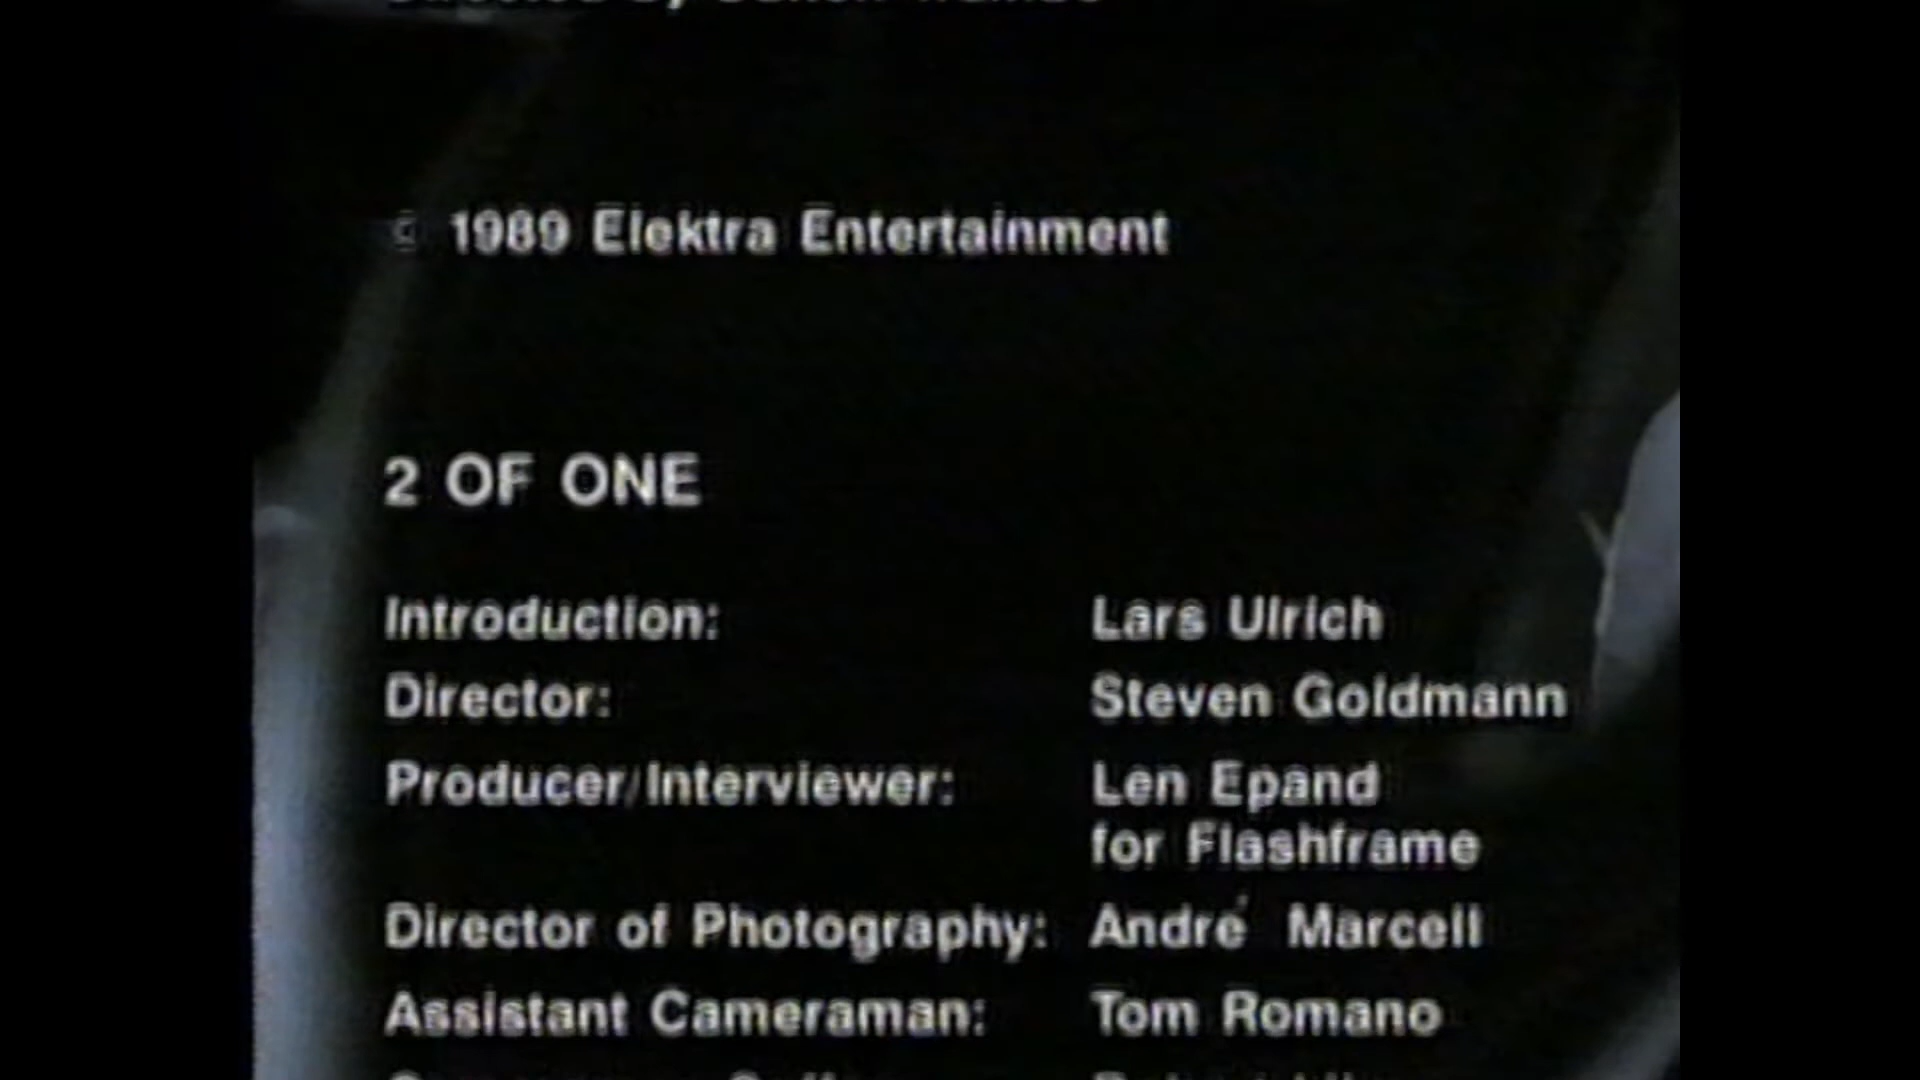 © 1989 Elektra Entertainment
2 OF ONE
Introduction: Lars Ulrich
Director: Steven Goldmann
Producer/Interviewer: Len Epand
for Flashframe
Director of Photography: André Marcell
Assistant Cameraman: Tom Romano